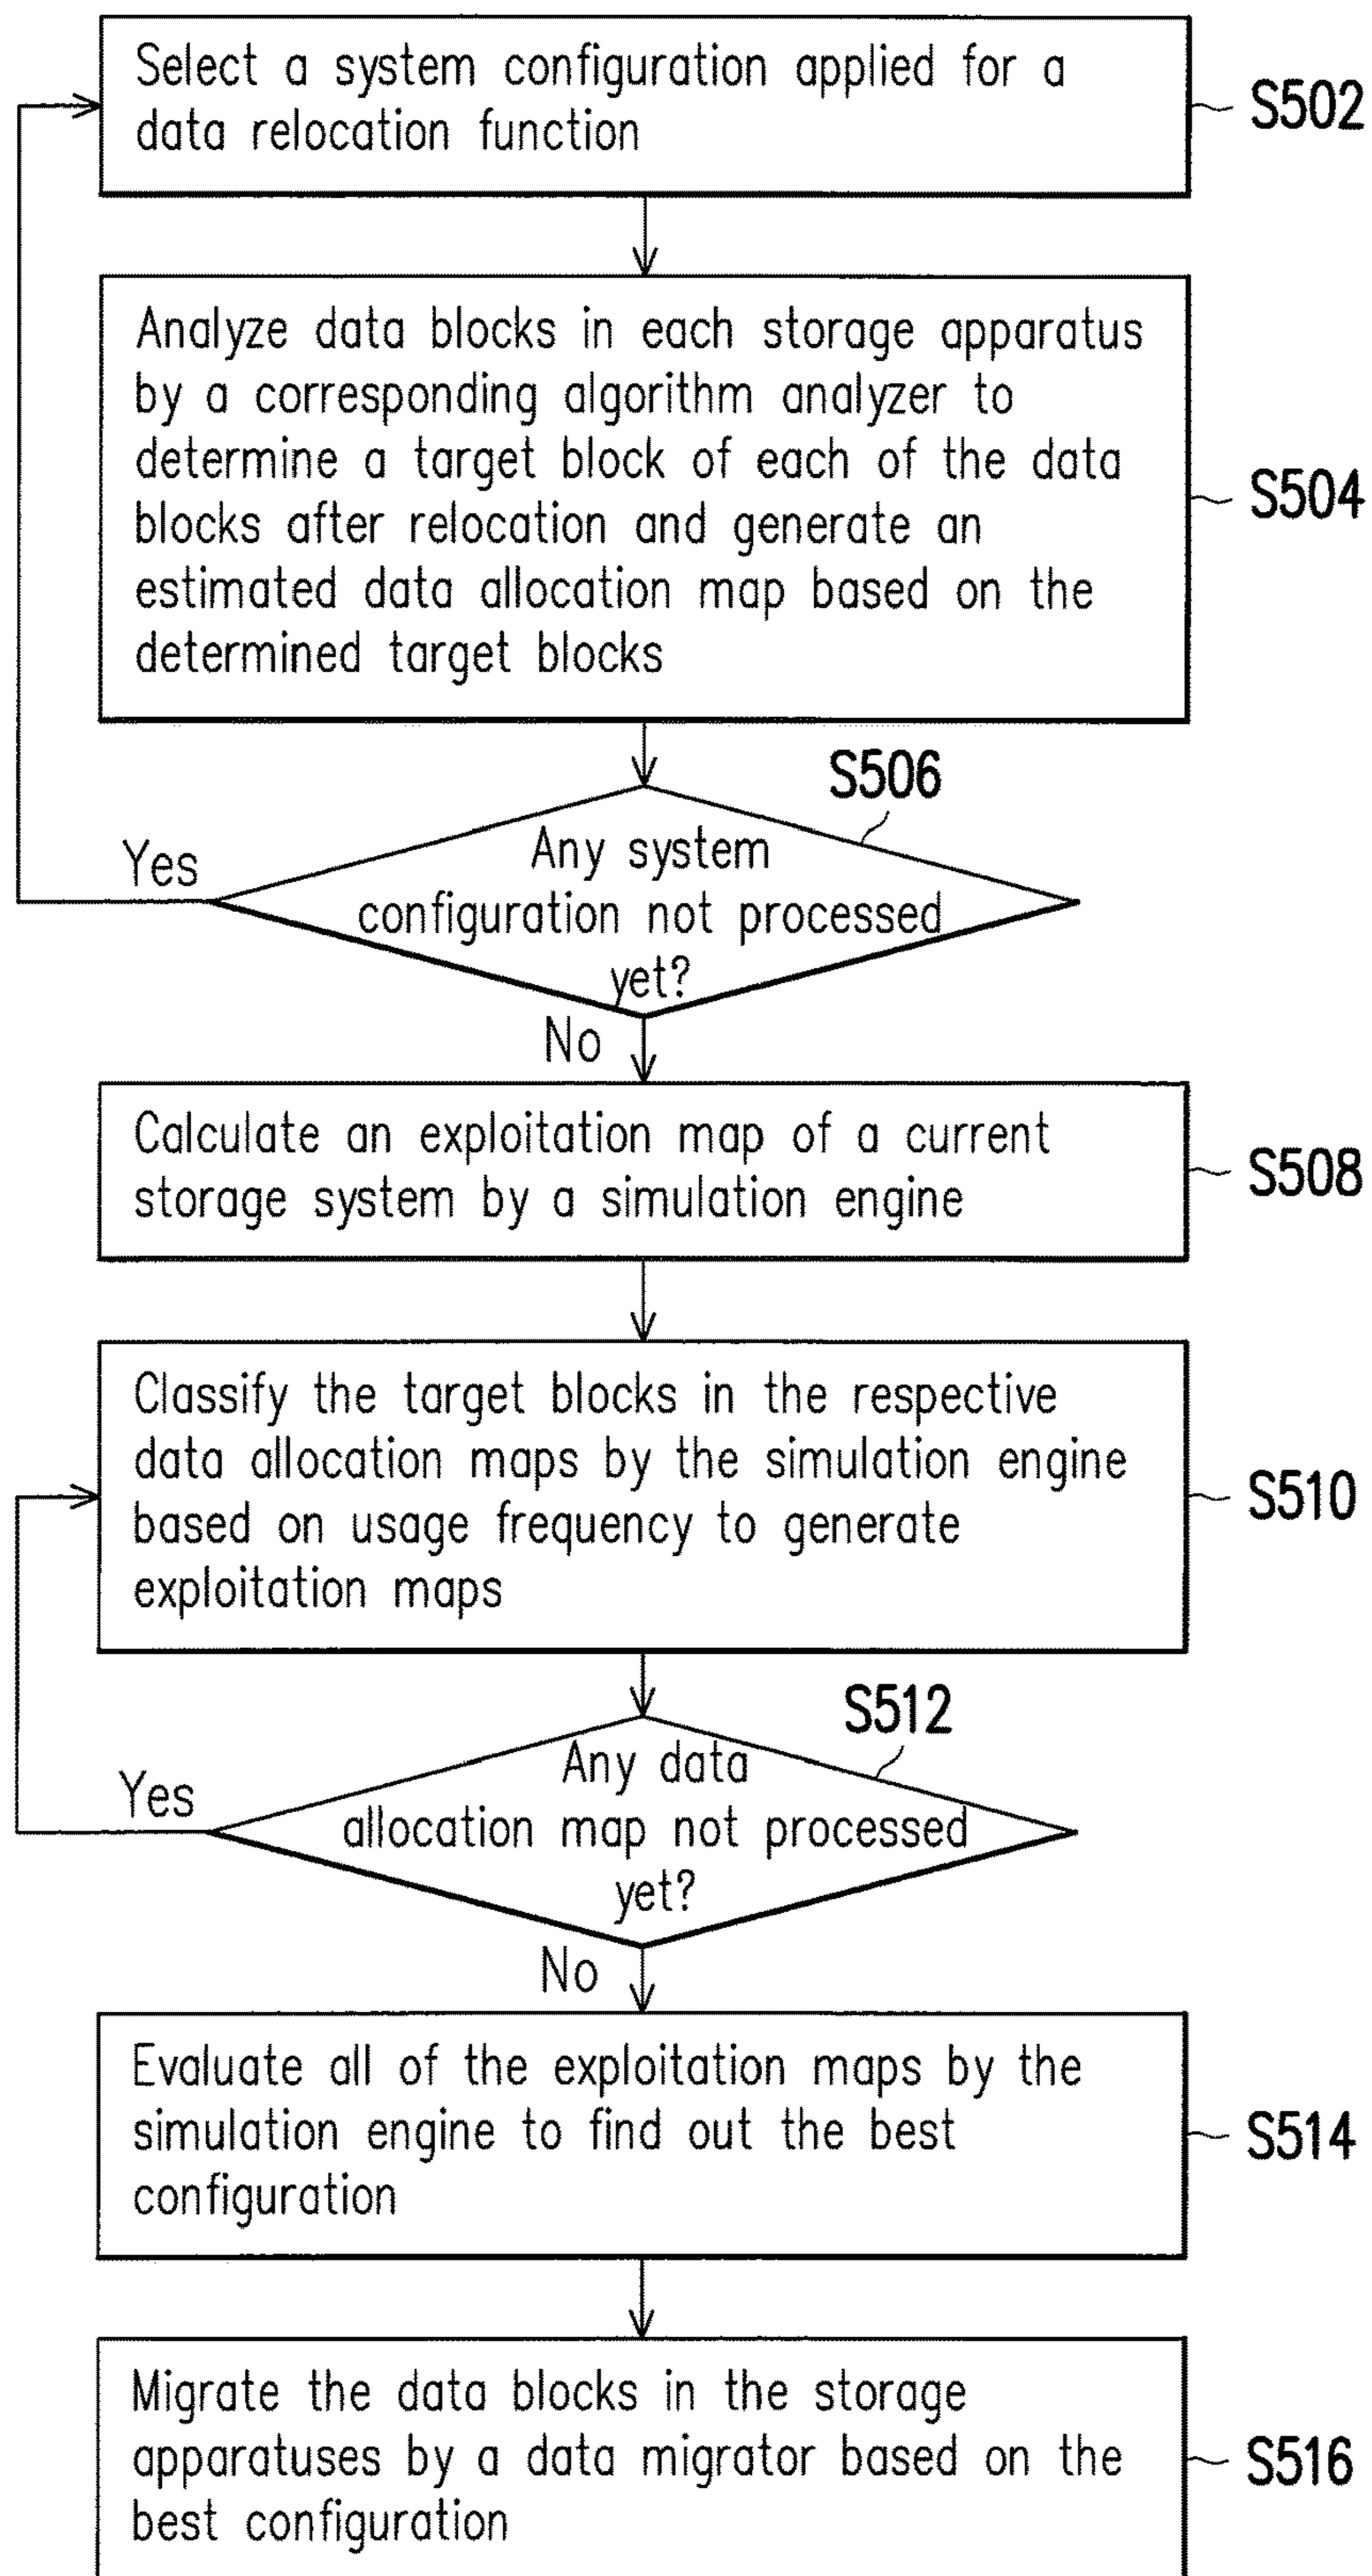 Select a system configuration applied for a
data relocation function
S502
Analyze data blocks in each storage apparatus
by a corresponding algorithm analyzer to
determine a target block of each of the data
blocks after relocation and generate an
estimated data allocation map based on the
determined target blocks
S504
S506
Any system
configuration not processed
yet?
Yes
No
Calculate an exploitation map of a current
storage system by a simulation engine
S508
Classify the target blocks in the respective
data allocation maps by the simulation engine
based on usage frequency to generate
exploitation maps
S510
S512
Any data
allocation map not processed
yet?
Yes
No
Evaluate all of the exploitation maps by the
simulation engine to find out the best
configuration
S514
Migrate the data blocks in the storage
apparatuses by a data migrator based on the
best configuration
S516